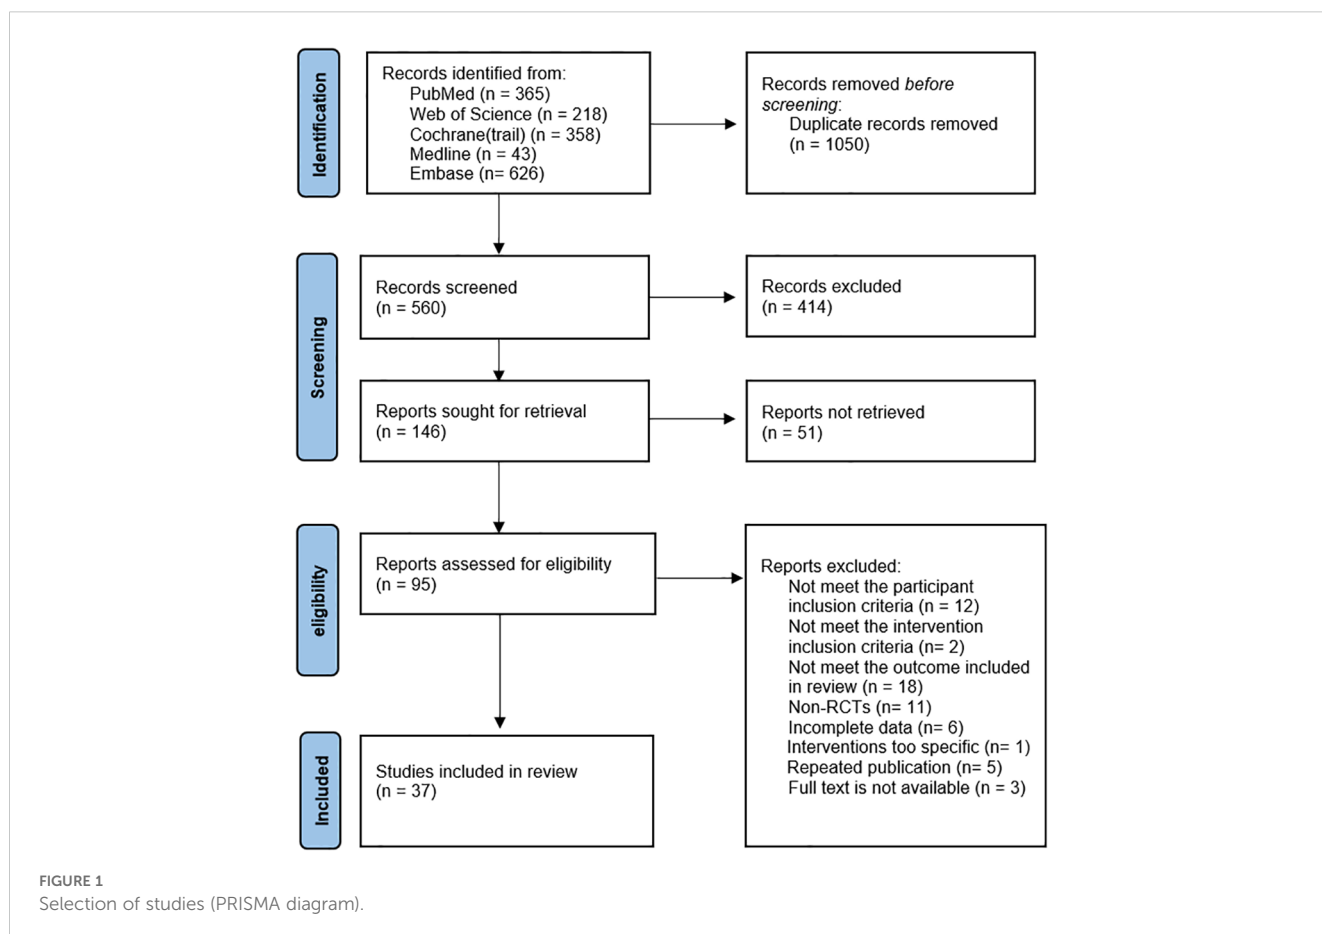 Identification
Records identified from:
PubMed (n = 365)
Web of Science (n = 218)
Cochrane(trail) (n = 358)
Medline (n = 43)
Embase (n= 626)
Records removed before
screening:
Duplicate records removed
(n = 1050)
Screening
Records screened
(n = 560)
Records excluded
(n = 414)
Reports sought for retrieval
(n = 146)
Reports not retrieved
(n = 51)
eligibility
Reports assessed for eligibility
(n = 95)
Reports excluded:
Not meet the participant
inclusion criteria (n = 12)
Not meet the intervention
inclusion criteria (n= 2)
Not meet the outcome included
in review (n = 18)
Non-RCTs (n= 11)
Incomplete data (n= 6)
Interventions too specific (n= 1)
Repeated publication (n= 5)
Full text is not available (n = 3)
Included
Studies included in review
(n = 37)
FIGURE 1
Selection of studies (PRISMA diagram).